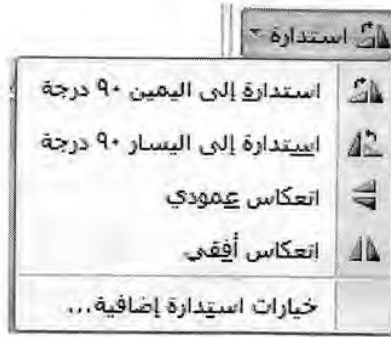 استدارة
استدارة إلى اليمين ٩٠ درجة
استدارة إلى اليسار ٩٠ درجة
انعكاس عمودي
انعكاس أفقي
خيارات استدارة إضافية...